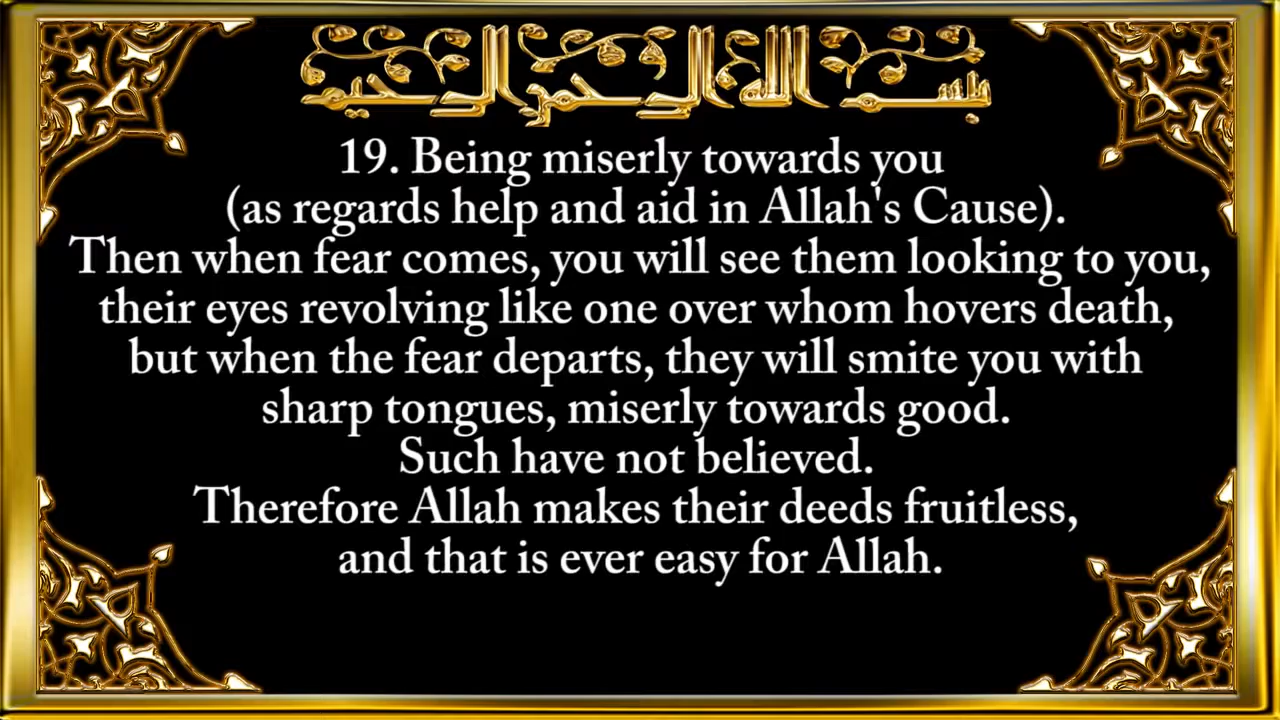 بسم الله الرحمن الرحيم
19. Being miserly towards you
(as regards help and aid in Allah's Cause).
Then when fear comes, you will see them looking to you,
their eyes revolving like one over whom hovers death,
but when the fear departs, they will smite you with
sharp tongues, miserly towards good.
Such have not believed.
Therefore Allah makes their deeds fruitless,
and that is ever easy for Allah.